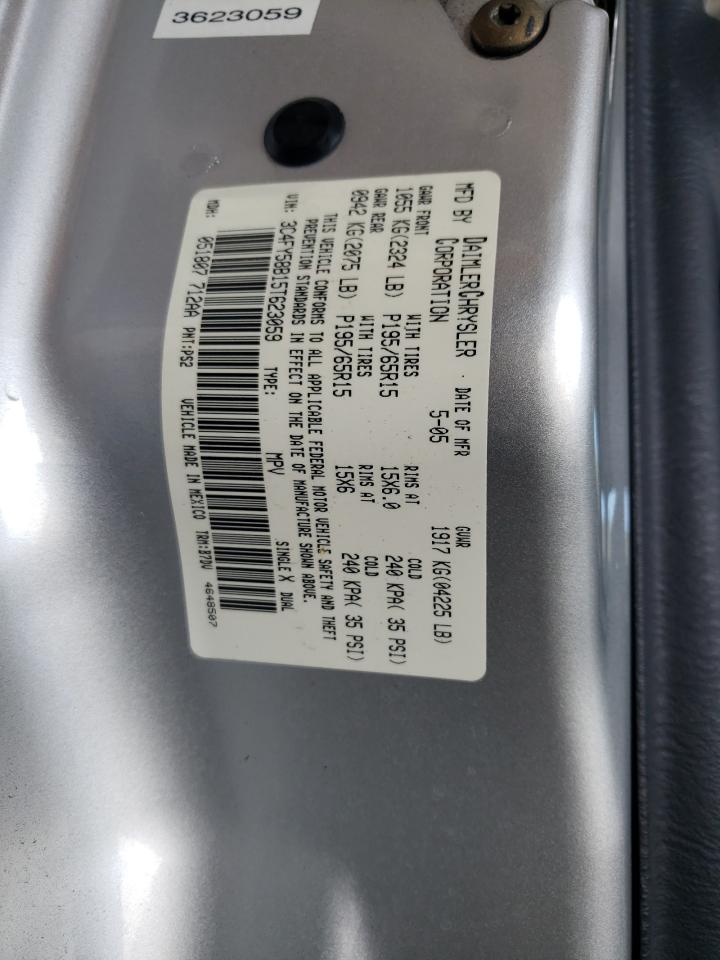 3623059
MFD BY DAIMLERCHRYSLER CORPORATION · DATE OF MFR 5-05 GVWR 1917 KG(04225 LB)
GAWR FRONT WITH TIRES RIMS AT COLD
1055 KG(2324 LB) P195/65R15 15X6.0 240 KPA( 35 PSI)
GAWR REAR WITH TIRES RIMS AT COLD
0942 KG(2075 LB) P195/65R15 15X6 240 KPA( 35 PSI)
THIS VEHICLE CONFORMS TO ALL APPLICABLE FEDERAL MOTOR VEHICLE SAFETY AND THEFT
PREVENTION STANDARDS IN EFFECT ON THE DATE OF MANUFACTURE SHOWN ABOVE.
VIN: 3C4FY58B15T623059 TYPE: MPV SINGLE X DUAL
MDH: 051807 712AA PNT:PS2 VEHICLE MADE IN MEXICO TRM:B7DV 4648507